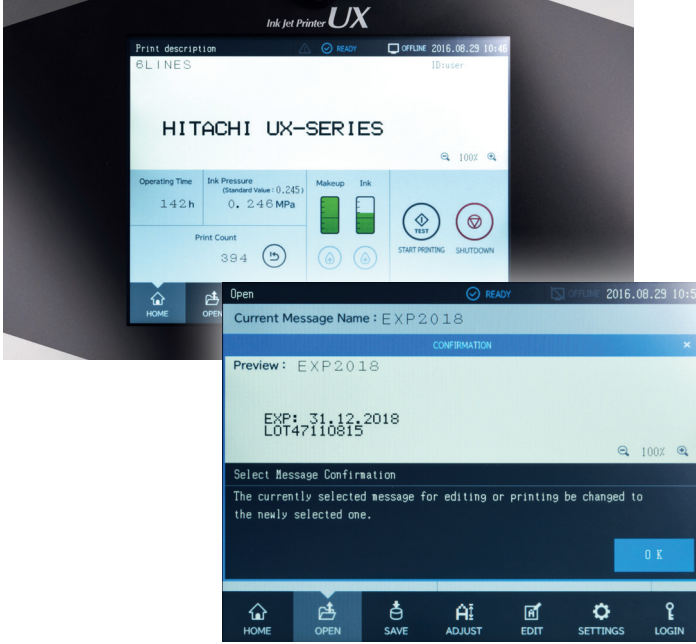 Ink Jet Printer UX
Print description READY OFFLINE 2016.08.29 10:46
6LINES ID:user
HITACHI UX-SERIES
100%
Operating Time Ink Pressure Makeup Ink
(Standard Value : 0.245)
142h 0.246 MPa
TEST
START PRINTING SHUTDOWN
Print Count
394
HOME OPEN
Open READY OFFLINE 2016.08.29 10:5
Current Message Name : EXP2018
CONFIRMATION
Preview : EXP2018
EXP: 31.12.2018
LOT47110815
100%
Select Message Confirmation
The currently selected message for editing or printing be changed to
the newly selected one.
OK
HOME OPEN SAVE ADJUST EDIT SETTINGS LOGIN